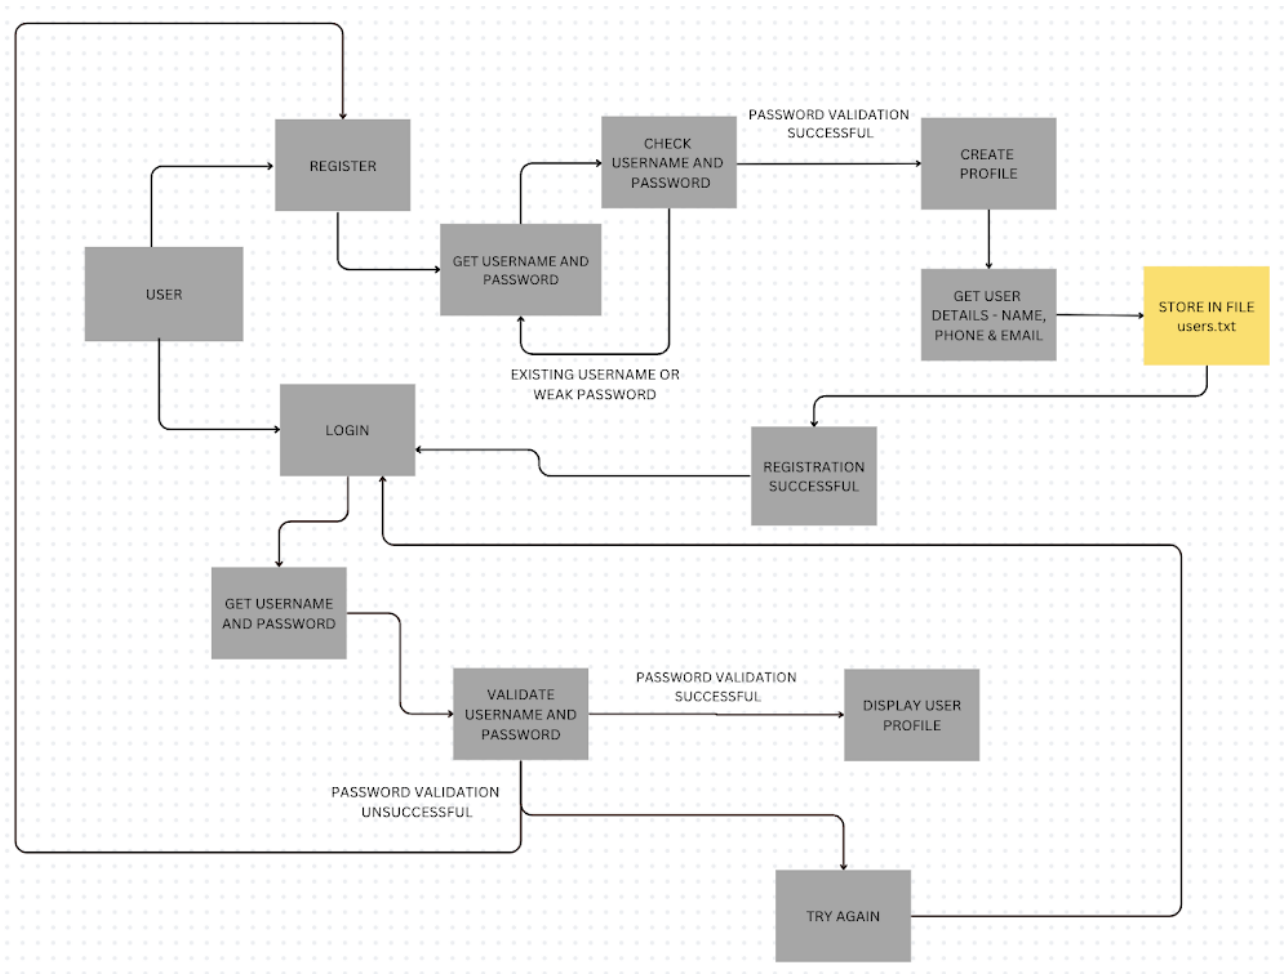 PASSWORD VALIDATION
SUCCESSFUL
REGISTER
CHECK
USERNAME AND
PASSWORD
CREATE
PROFILE
GET USERNAME AND
PASSWORD
USER
GET USER
DETAILS - NAME,
PHONE & EMAIL
STORE IN FILE
users.txt
EXISTING USERNAME OR
WEAK PASSWORD
LOGIN
REGISTRATION
SUCCESSFUL
GET USERNAME
AND PASSWORD
VALIDATE
USERNAME AND
PASSWORD
PASSWORD VALIDATION
SUCCESSFUL
DISPLAY USER
PROFILE
PASSWORD VALIDATION
UNSUCCESSFUL
TRY AGAIN